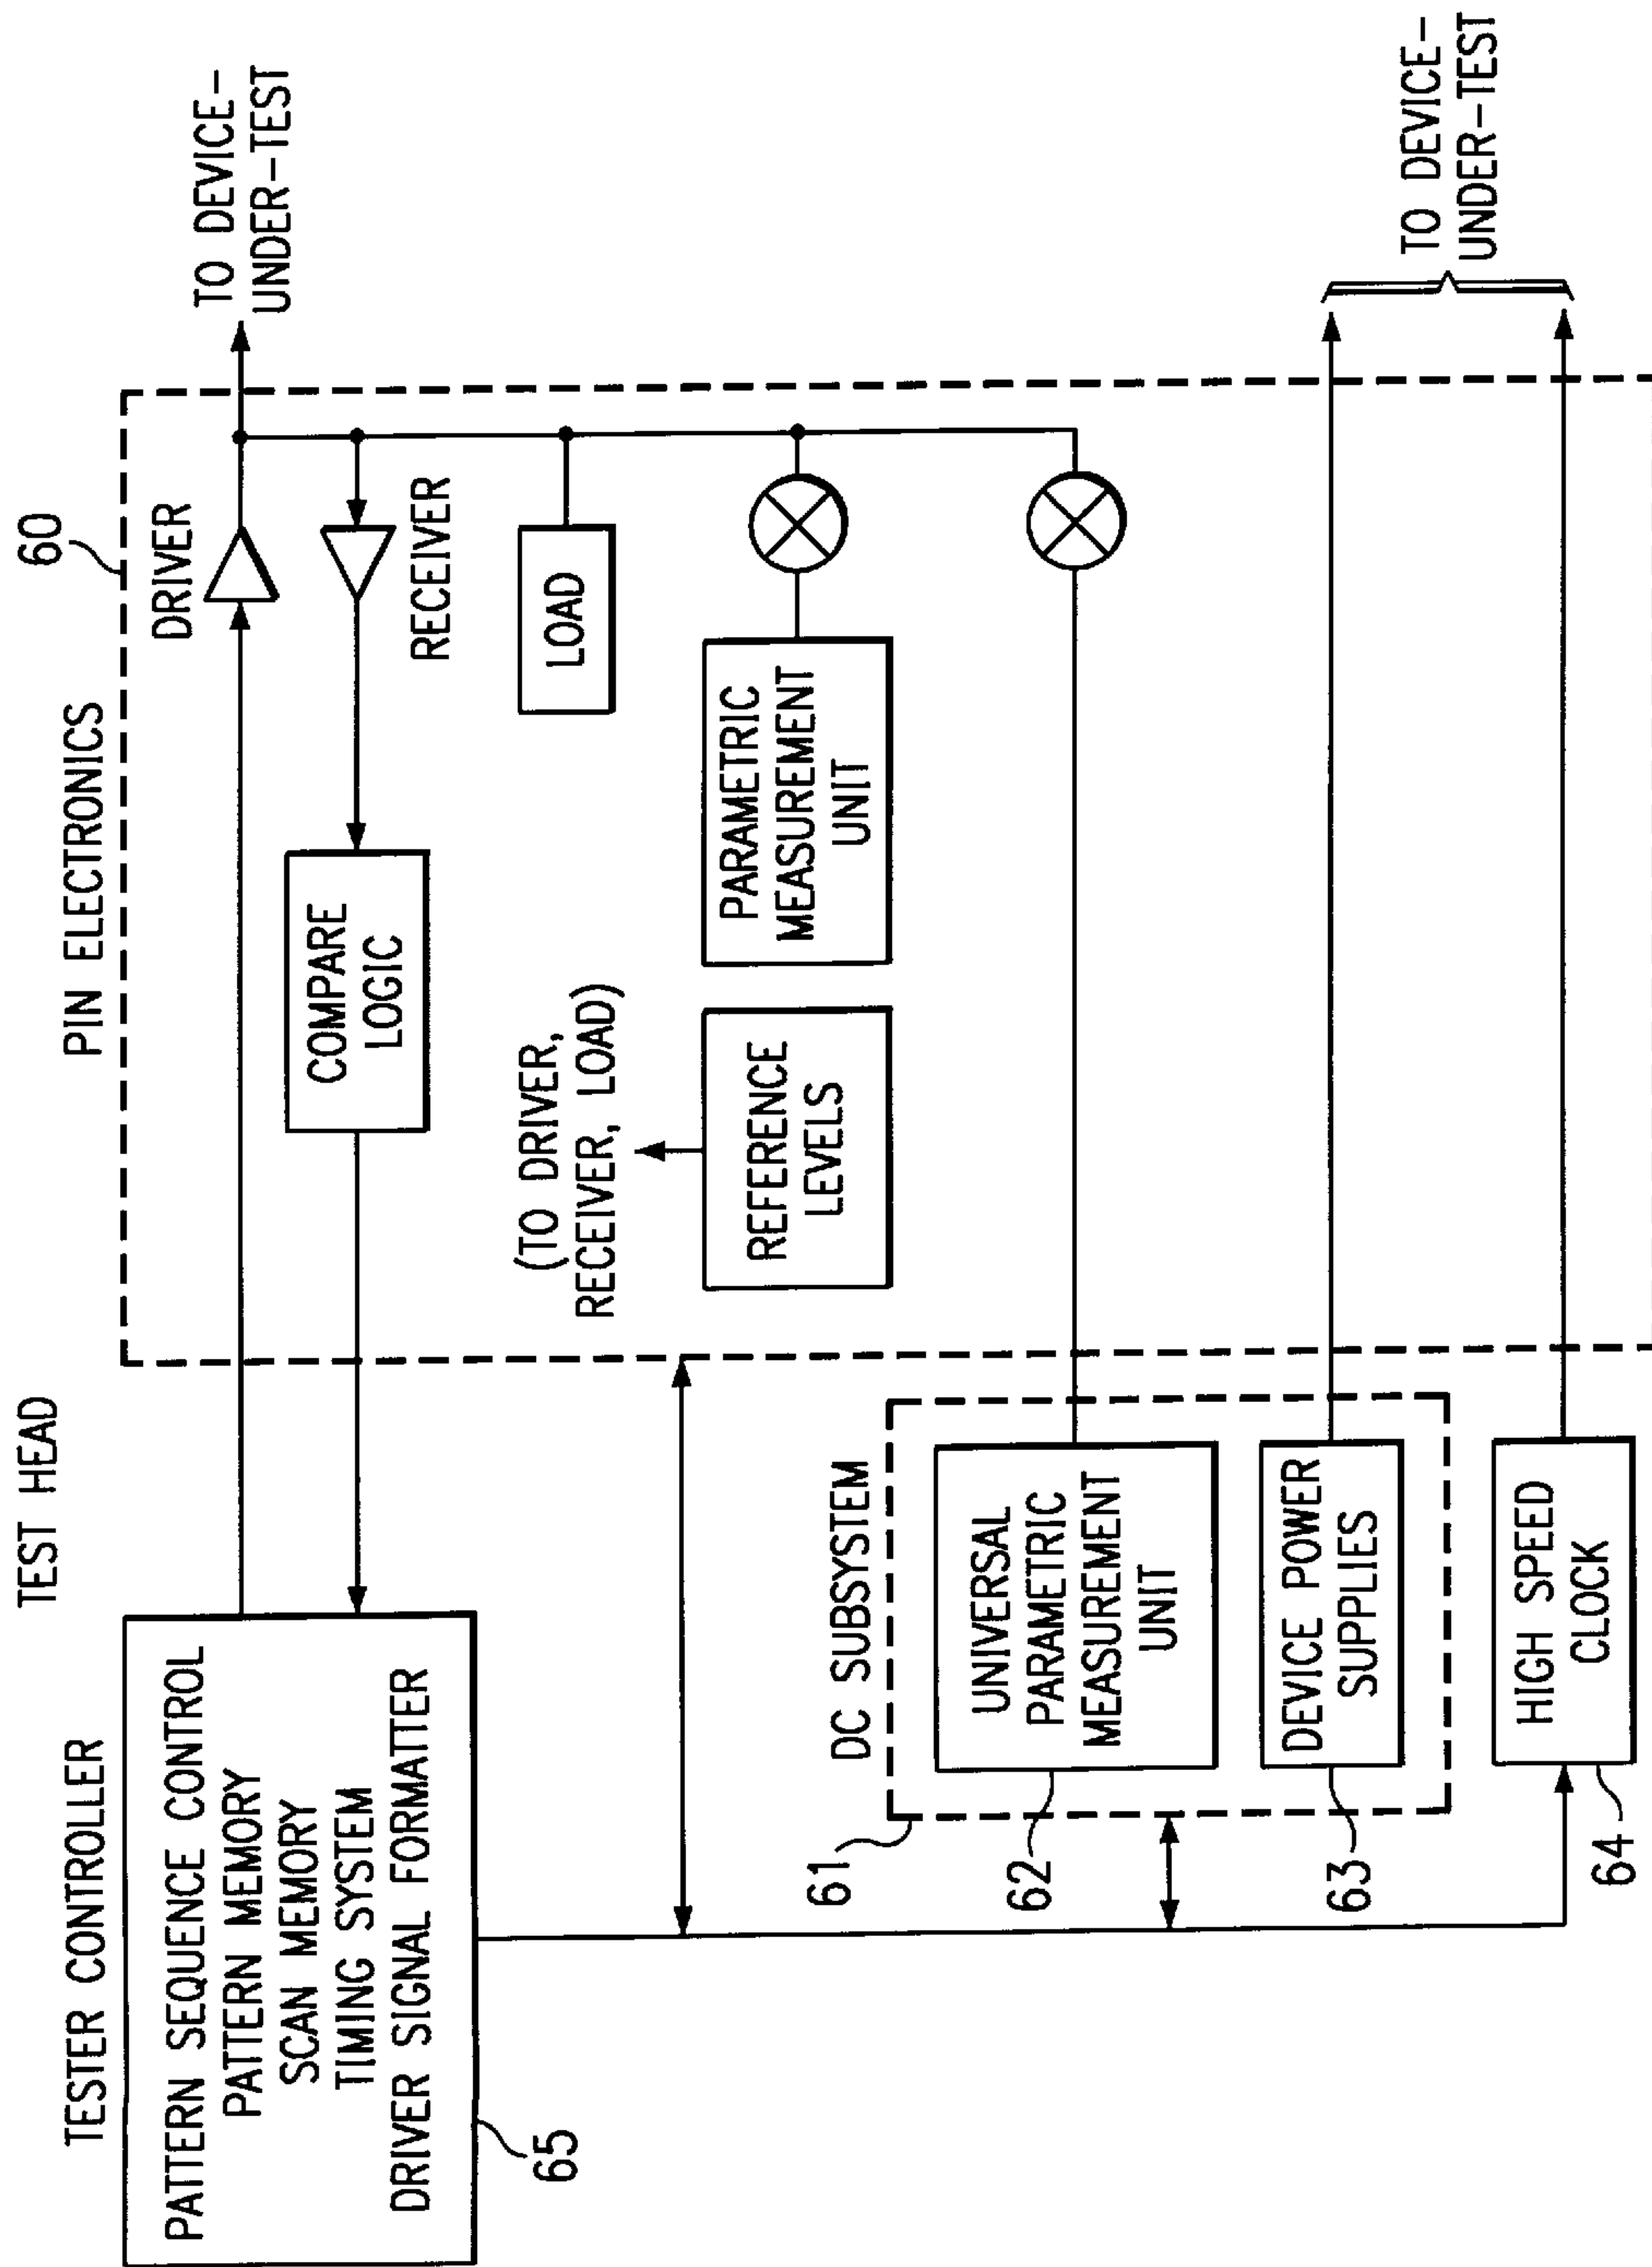 TEST HEAD
TESTER CONTROLLER
PATTERN SEQUENCE CONTROL
PATTERN MEMORY
SCAN MEMORY
TIMING SYSTEM
DRIVER SIGNAL FORMATTER
65
PIN ELECTRONICS
60
DRIVER
TO DEVICE-
UNDER-TEST
COMPARE
LOGIC
RECEIVER
LOAD
(TO DRIVER,
RECEIVER, LOAD)
REFERENCE
LEVELS
PARAMETRIC
MEASUREMENT
UNIT
DC SUBSYSTEM
61
UNIVERSAL
PARAMETRIC
MEASUREMENT
UNIT
62
DEVICE POWER
SUPPLIES
63
HIGH SPEED
CLOCK
64
TO DEVICE-
UNDER-TEST